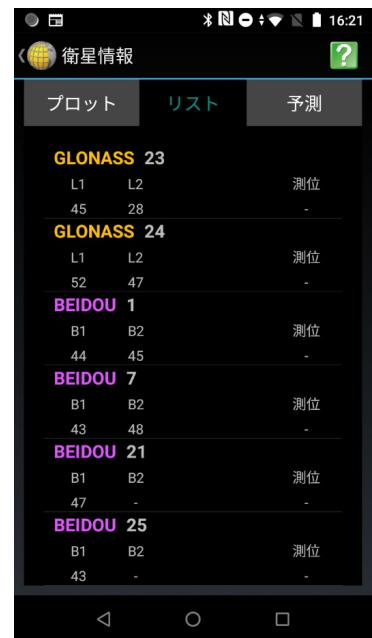 16:21
衛星情報
?
プロット リスト 予測
GLONASS 23
L1 L2 測位
45 28 -
GLONASS 24
L1 L2 測位
52 47 -
BEIDOU 1
B1 B2 測位
44 45 -
BEIDOU 7
B1 B2 測位
43 48 -
BEIDOU 21
B1 B2 測位
47 - -
BEIDOU 25
B1 B2 測位
43 - -